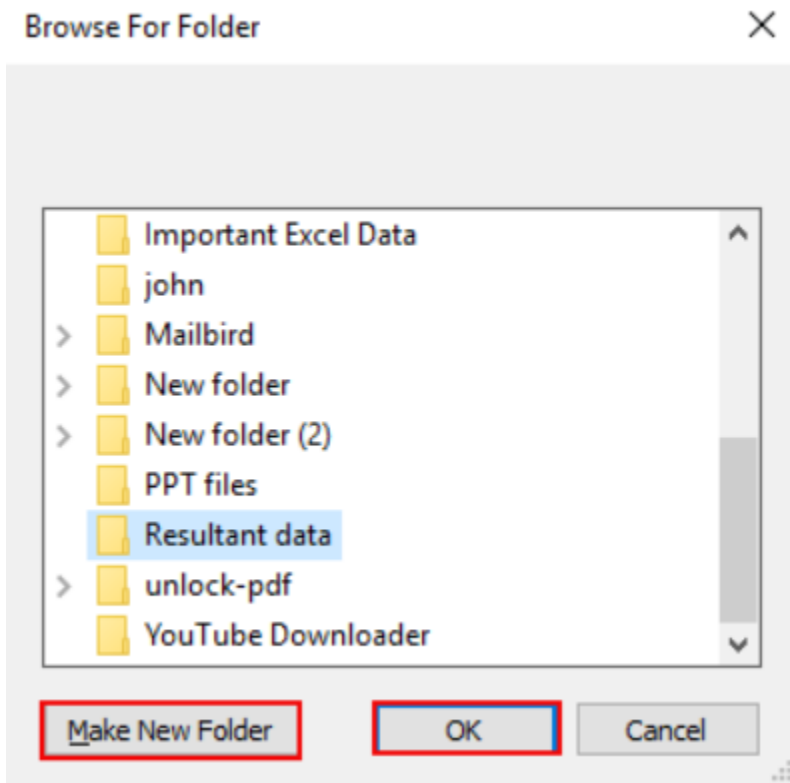 Browse For Folder
Important Excel Data
john
Mailbird
New folder
New folder (2)
PPT files
Resultant data
unlock-pdf
YouTube Downloader
Make New Folder OK Cancel